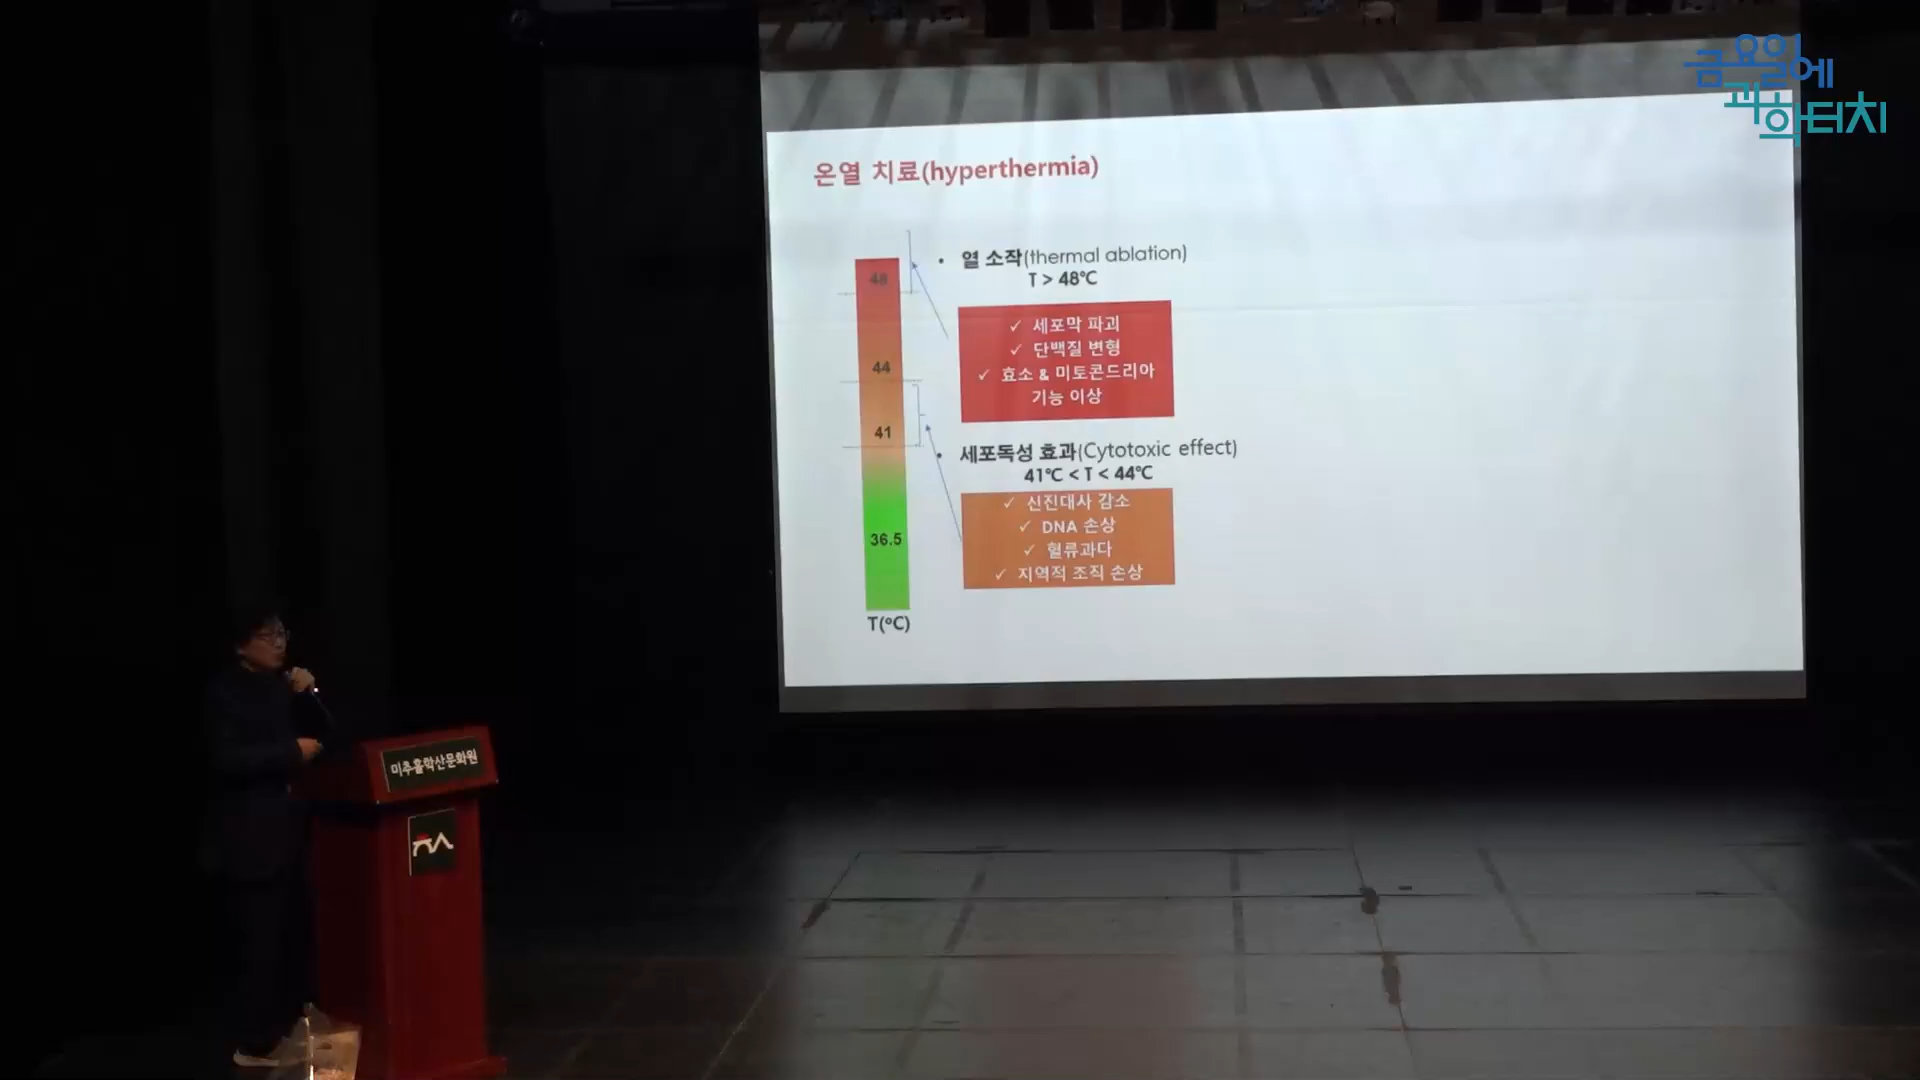 금요일에
과학터치
온열 치료(hyperthermia)
48
44
41
36.5
T(ºC)
• 열 소작(thermal ablation)
T > 48℃
✓ 세포막 파괴
✓ 단백질 변형
✓ 효소 & 미토콘드리아
기능 이상
• 세포독성 효과(Cytotoxic effect)
41℃ < T < 44℃
✓ 신진대사 감소
✓ DNA 손상
✓ 혈류과다
✓ 지역적 조직 손상
미추홀학산문화원